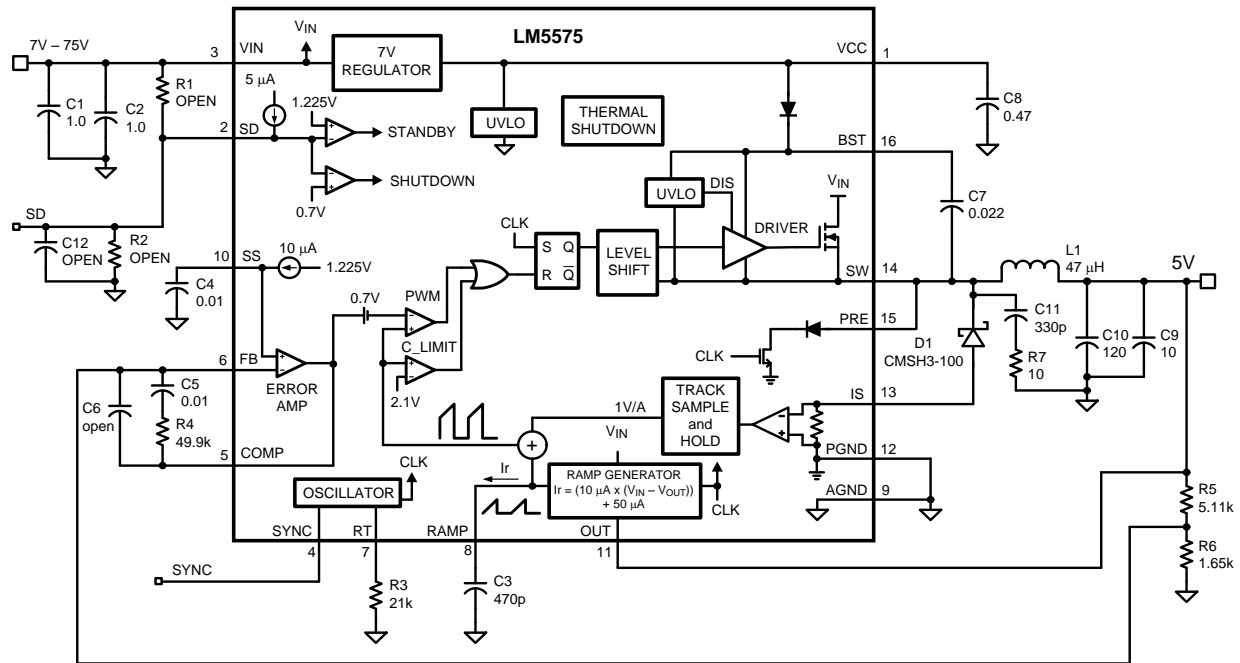 LM5575
7V – 75V
3
VIN
VIN
7V
REGULATOR
VCC
1
R1
OPEN
5 µA
1.225V
C1
1.0
C2
1.0
2
SD
STANDBY
UVLO
THERMAL
SHUTDOWN
C8
0.47
BST
16
SHUTDOWN
0.7V
UVLO
DIS
VIN
C7
0.022
SD
C12
OPEN
R2
OPEN
CLK
DRIVER
10
SS
10 µA
1.225V
S Q
R Q
LEVEL
SHIFT
SW
14
L1
47 µH
5V
C4
0.01
0.7V
PWM
PRE
15
C11
330p
C10
120
C9
10
C_LIMIT
CLK
D1
CMSH3-100
R7
10
6
FB
ERROR
AMP
2.1V
C5
0.01
C6
open
R4
49.9k
1V/A
TRACK
SAMPLE
and
HOLD
IS
13
VIN
5
COMP
PGND
12
CLK
OSCILLATOR
Ir
RAMP GENERATOR
Ir = (10 µA x (VIN – VOUT))
+ 50 µA
CLK
AGND
9
R5
5.11k
SYNC
4
RT
7
RAMP
8
OUT
11
R6
1.65k
SYNC
R3
21k
C3
470p